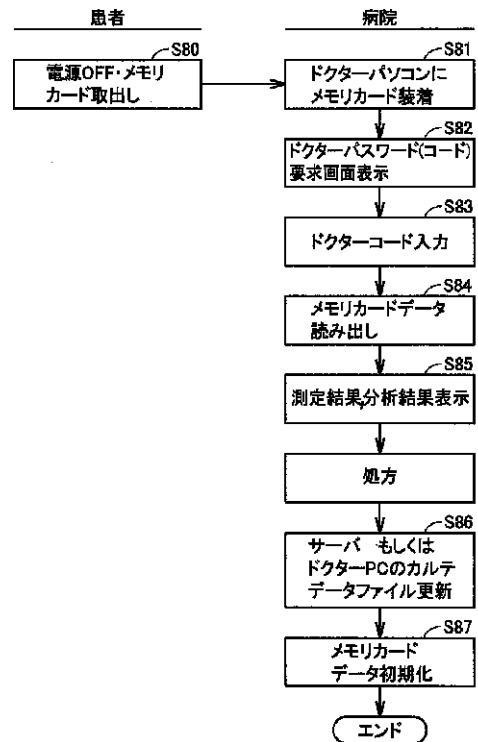 患者
病院
S80
電源OFF・メモリ
カード取出し
S81
ドクターパソコンに
メモリカード装着
S82
ドクターパスワード(コード)
要求画面表示
S83
ドクターコード入力
S84
メモリカードデータ
読み出し
S85
測定結果,分析結果表示
処方
S86
サーバ もしくは
ドクターPCのカルテ
データファイル更新
S87
メモリカード
データ初期化
エンド